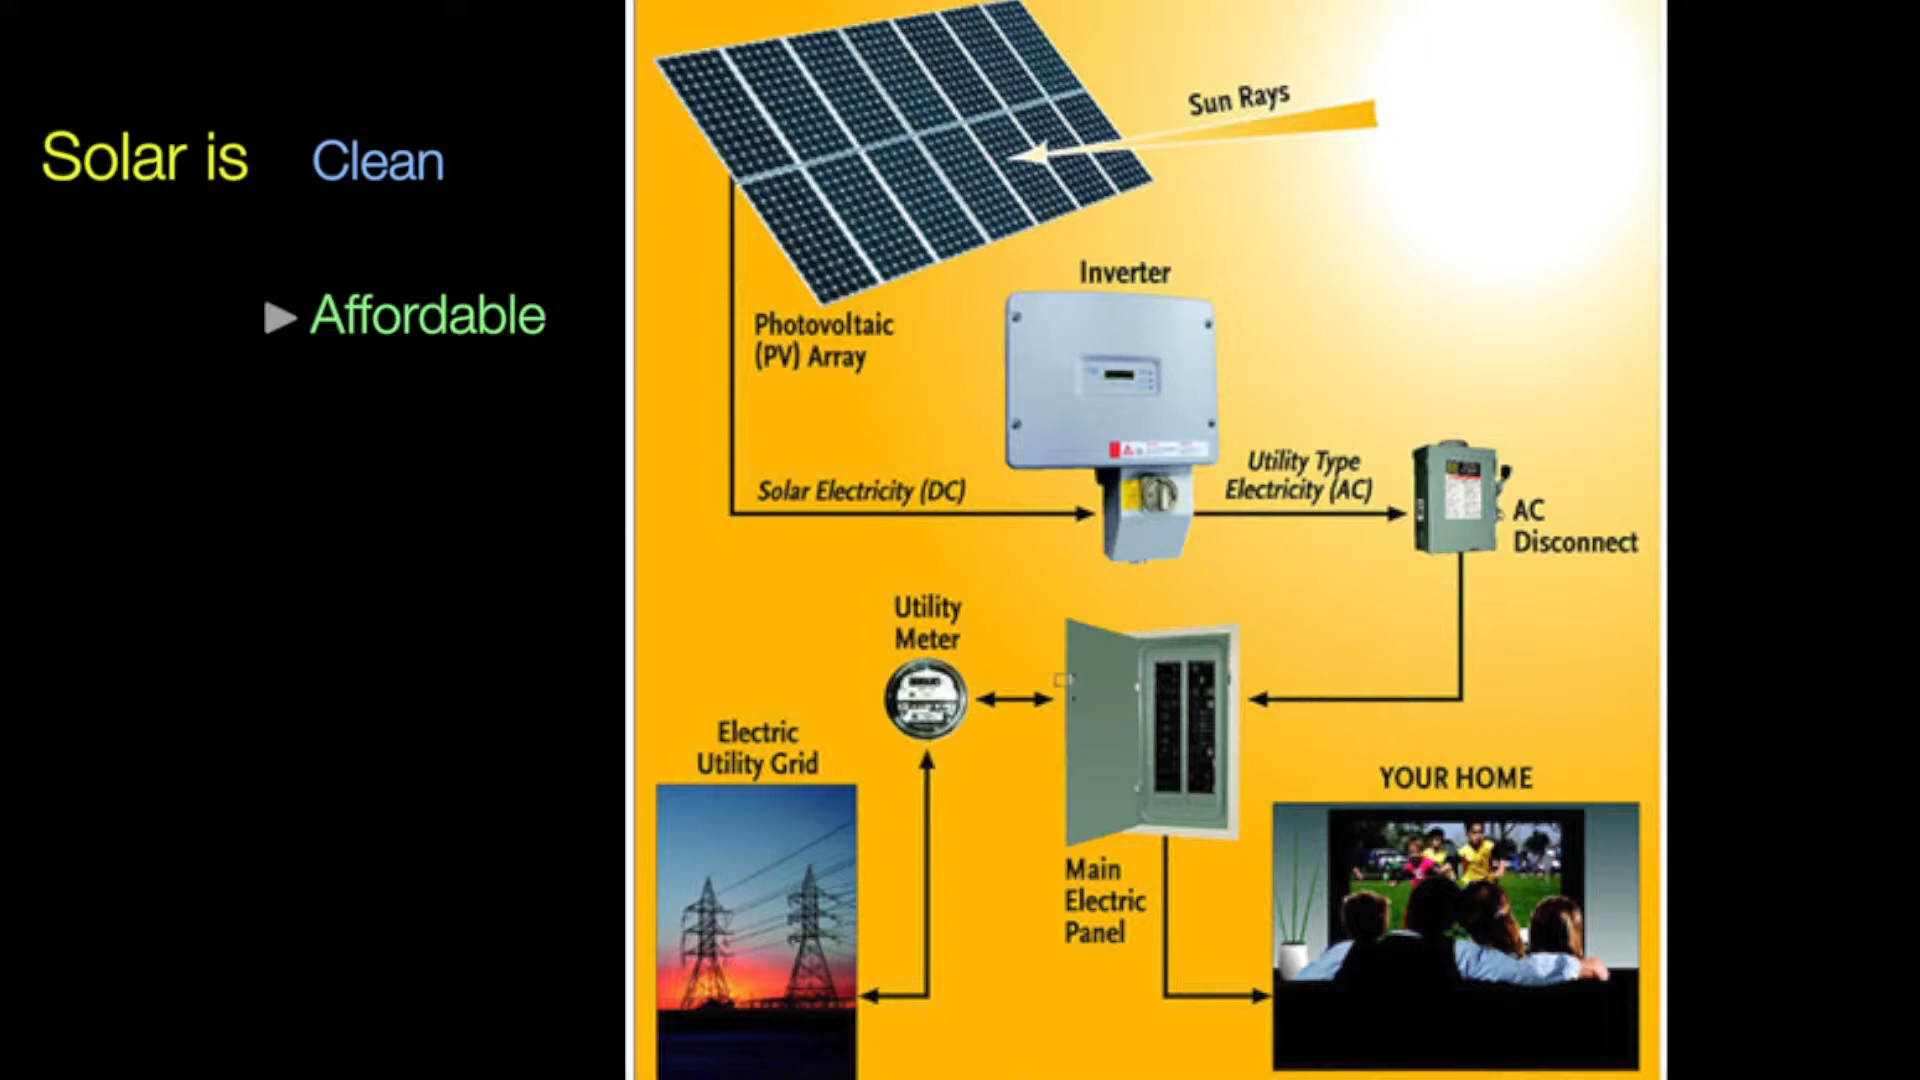 Solar is
Clean
Affordable
Sun Rays
Inverter
Photovoltaic
(PV) Array
Solar Electricity (DC)
Utility Type
Electricity (AC)
AC
Disconnect
Utility
Meter
Electric
Utility Grid
YOUR HOME
Main
Electric
Panel